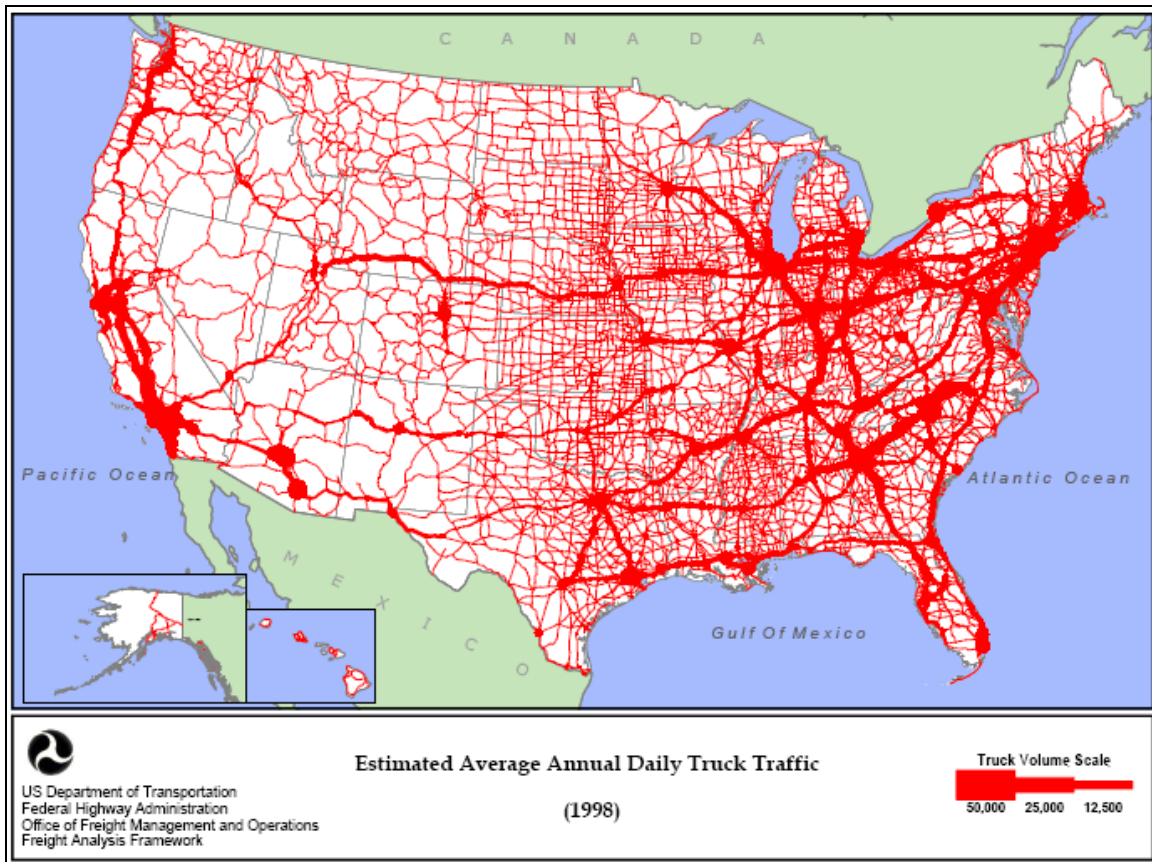 C A N A D A
Pacific Ocean
Atlantic Ocean
M E X I C O
Gulf Of Mexico
US Department of Transportation
Federal Highway Administration
Office of Freight Management and Operations
Freight Analysis Framework
Estimated Average Annual Daily Truck Traffic
(1998)
Truck Volume Scale
50,000 25,000 12,500